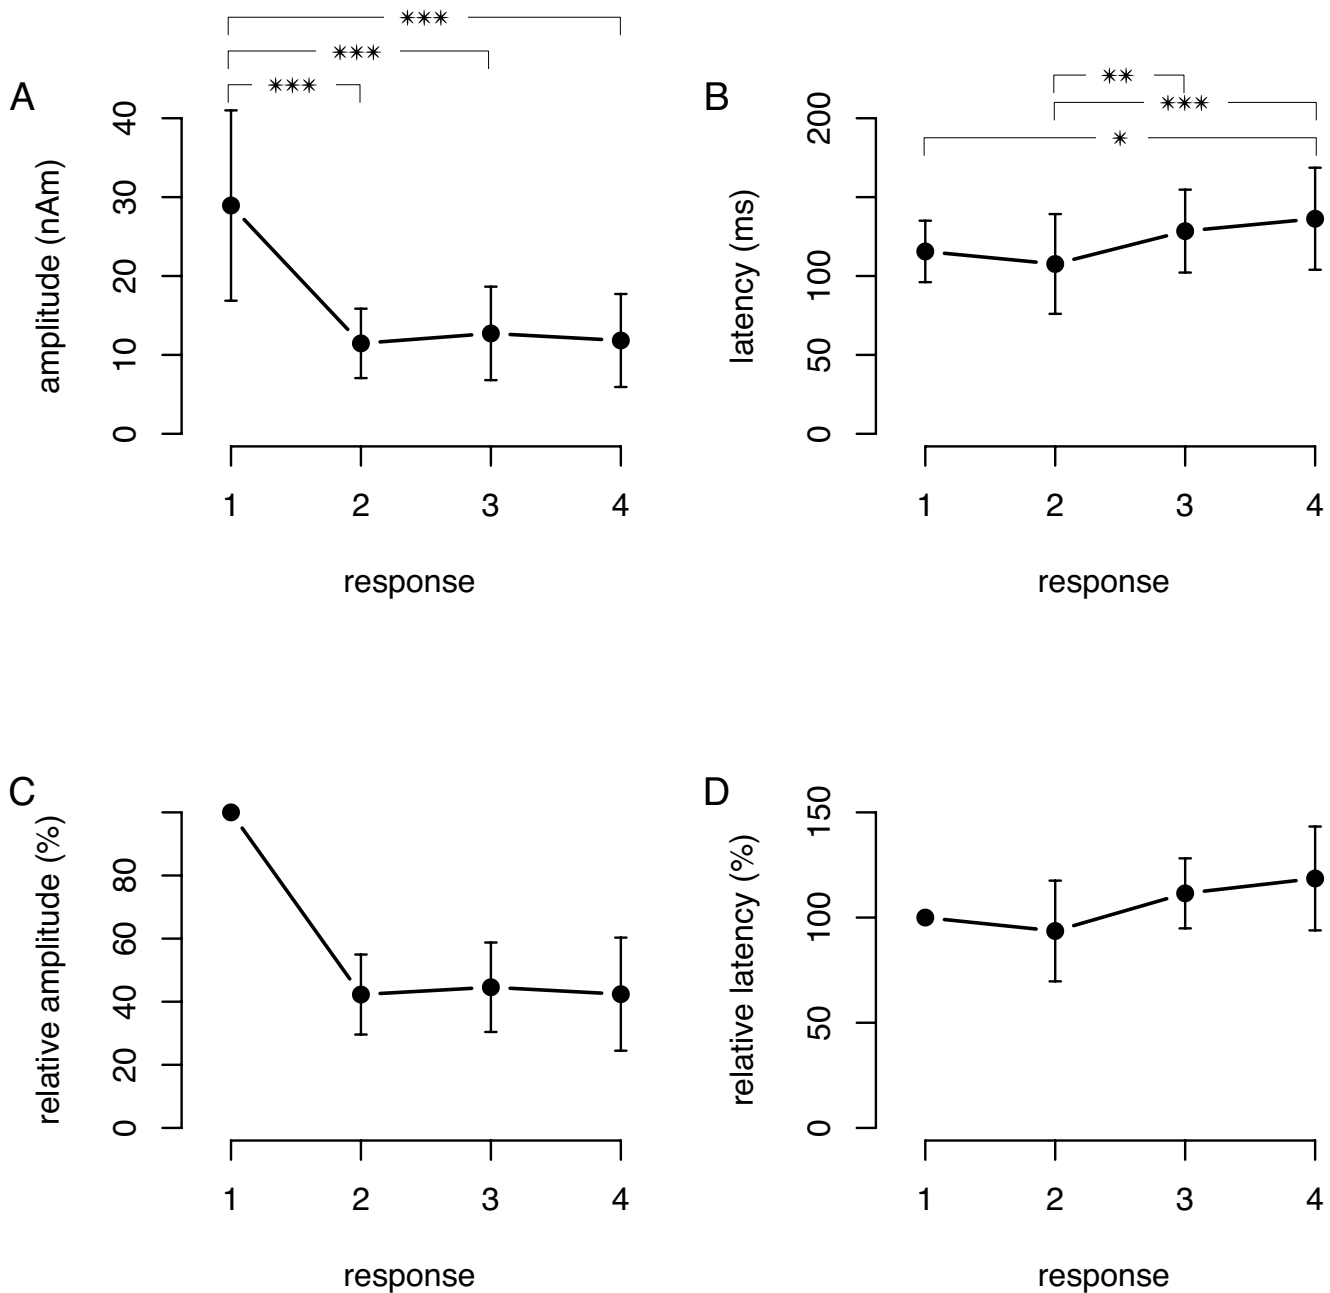 ***
***
***
A
amplitude (nAm)
40
30
20
10
0
1 2 3 4
response
B
**
***
*
latency (ms)
200
100
50
0
1 2 3 4
response
C
relative amplitude (%)
80
60
40
20
0
1 2 3 4
response
D
relative latency (%)
150
100
50
0
1 2 3 4
response